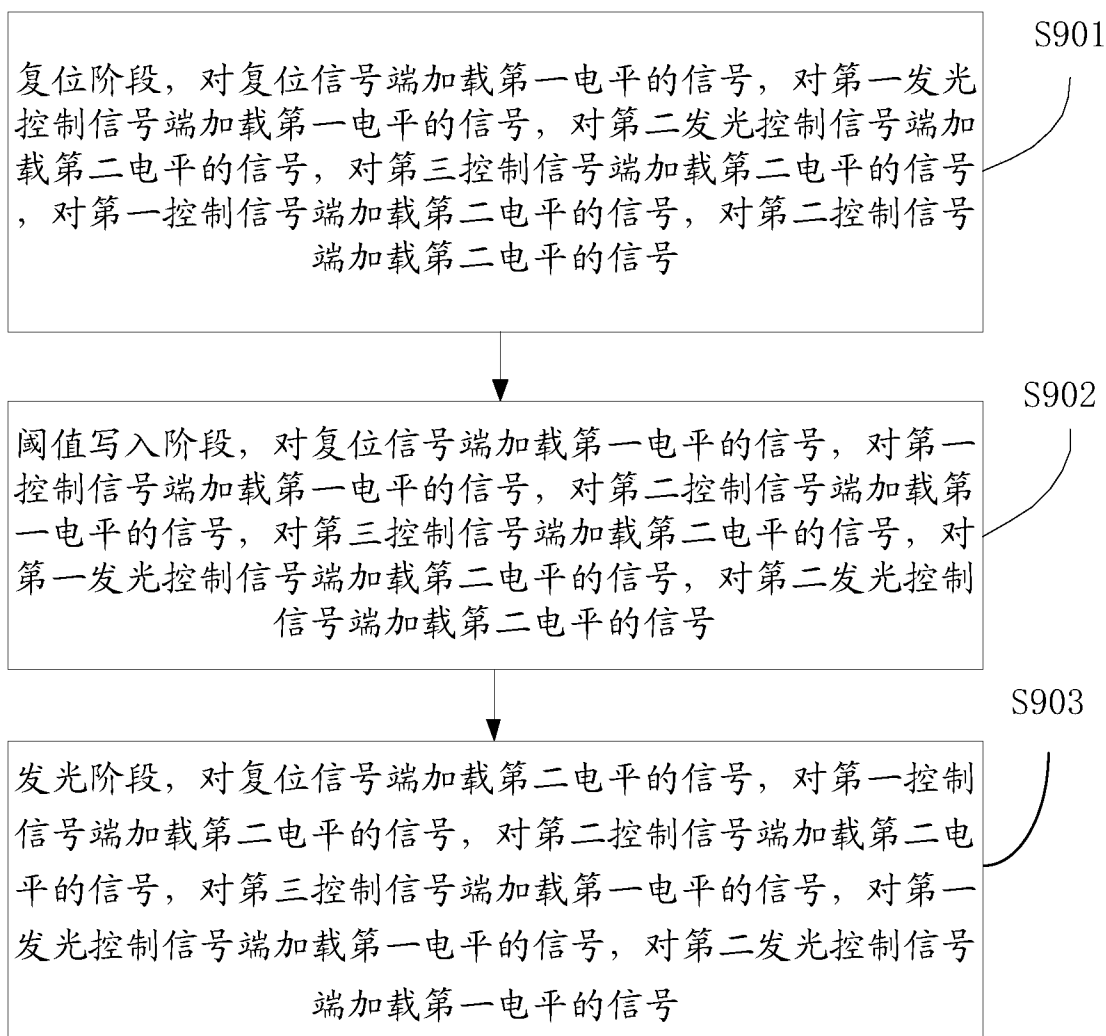 S901
复位阶段，对复位信号端加载第一电平的信号，对第一发光
控制信号端加载第一电平的信号，对第二发光控制信号端加
载第二电平的信号，对第三控制信号端加载第二电平的信号
，对第一控制信号端加载第二电平的信号，对第二控制信号
端加载第二电平的信号
S902
阈值写入阶段，对复位信号端加载第一电平的信号，对第一
控制信号端加载第一电平的信号，对第二控制信号端加载第
一电平的信号，对第三控制信号端加载第二电平的信号，对
第一发光控制信号端加载第二电平的信号，对第二发光控制
信号端加载第二电平的信号
S903
发光阶段，对复位信号端加载第二电平的信号，对第一控制
信号端加载第二电平的信号，对第二控制信号端加载第二电
平的信号，对第三控制信号端加载第一电平的信号，对第一
发光控制信号端加载第一电平的信号，对第二发光控制信号
端加载第一电平的信号